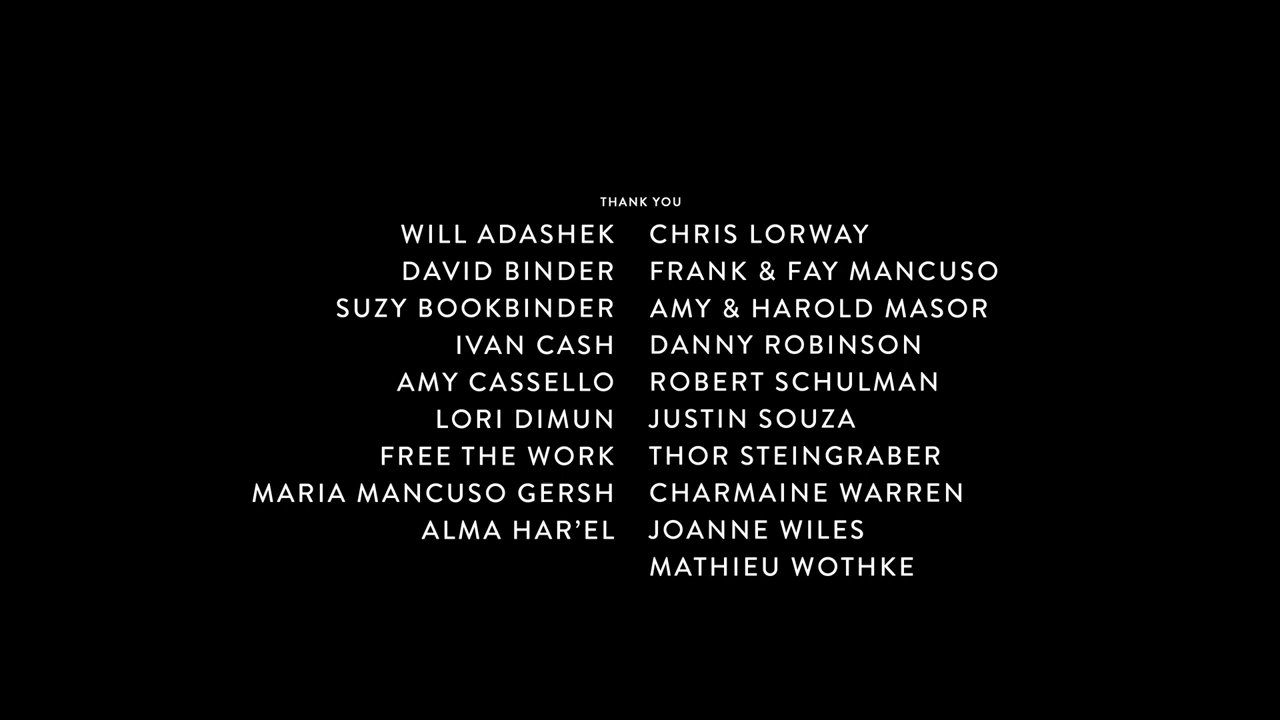 THANK YOU
WILL ADASHEK
DAVID BINDER
SUZY BOOKBINDER
IVAN CASH
AMY CASSELLO
LORI DIMUN
FREE THE WORK
MARIA MANCUSO GERSH
ALMA HAR’EL
CHRIS LORWAY
FRANK & FAY MANCUSO
AMY & HAROLD MASOR
DANNY ROBINSON
ROBERT SCHULMAN
JUSTIN SOUZA
THOR STEINGRABER
CHARMAINE WARREN
JOANNE WILES
MATHIEU WOTHKE